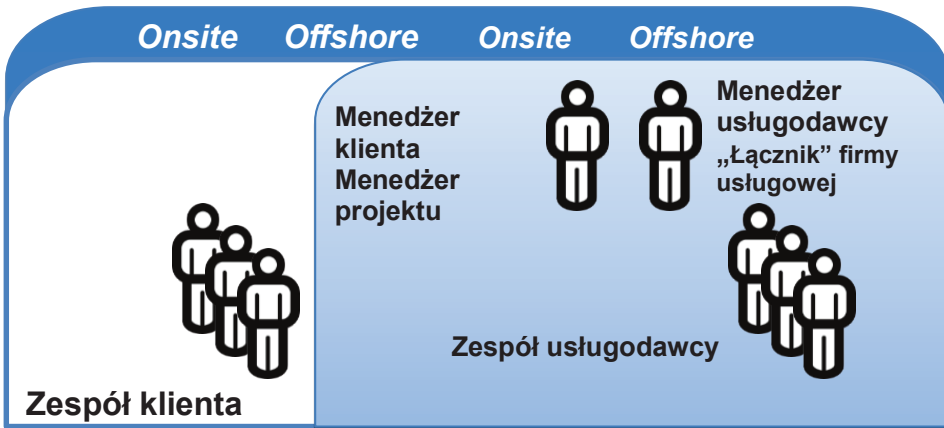 Onsite Offshore Onsite Offshore
Menedżer
klienta
Menedżer
projektu
Menedżer
usługodawcy
„Łącznik” firmy
usługowej
Zespół usługodawcy
Zespół klienta